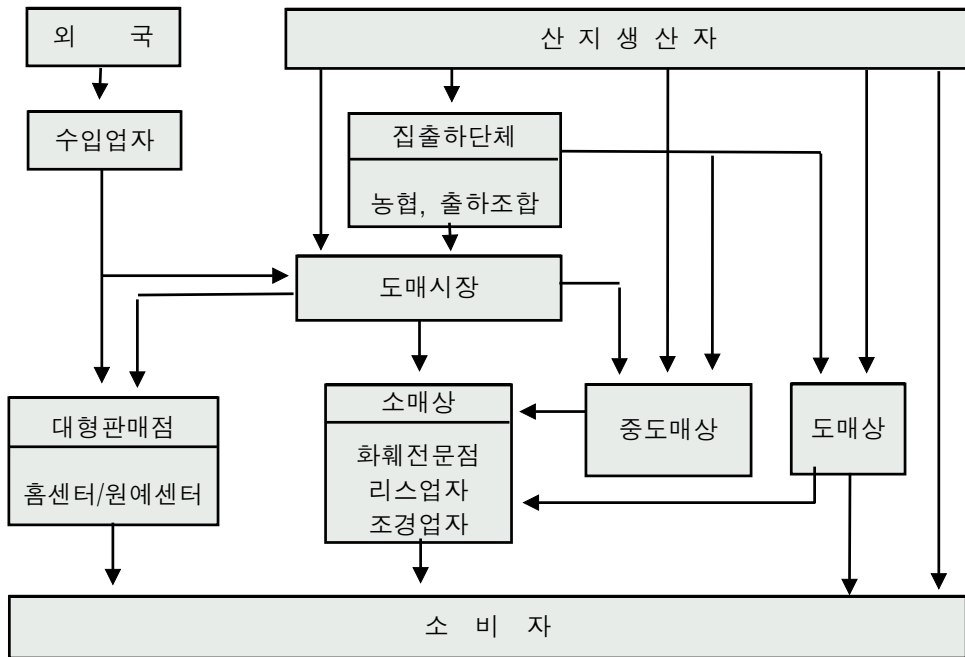 외 국
산 지 생 산 자
수입업자
집출하단체
농협, 출하조합
도매시장
대형판매점
홈센터/원예센터
소매상
화훼전문점
리스업자
조경업자
중도매상
도매상
소 비 자